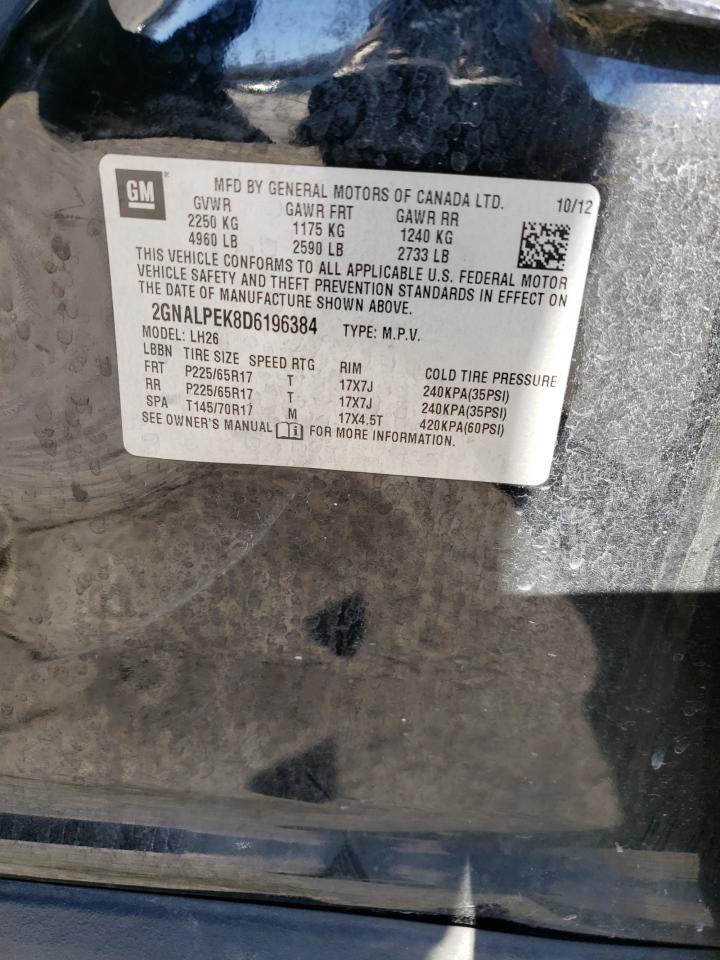 GM
MFD BY GENERAL MOTORS OF CANADA LTD. 10/12
GVWR GAWR FRT GAWR RR
2250 KG 1175 KG 1240 KG
4960 LB 2590 LB 2733 LB
THIS VEHICLE CONFORMS TO ALL APPLICABLE U.S. FEDERAL MOTOR
VEHICLE SAFETY AND THEFT PREVENTION STANDARDS IN EFFECT ON
THE DATE OF MANUFACTURE SHOWN ABOVE.
2GNALPEK8D6196384 TYPE: M.P.V.
MODEL: LH26
LBBN TIRE SIZE SPEED RTG RIM COLD TIRE PRESSURE
FRT P225/65R17 T 17X7J 240KPA(35PSI)
RR P225/65R17 T 17X7J 240KPA(35PSI)
SPA T145/70R17 M 17X4.5T 420KPA(60PSI)
SEE OWNER'S MANUAL FOR MORE INFORMATION.